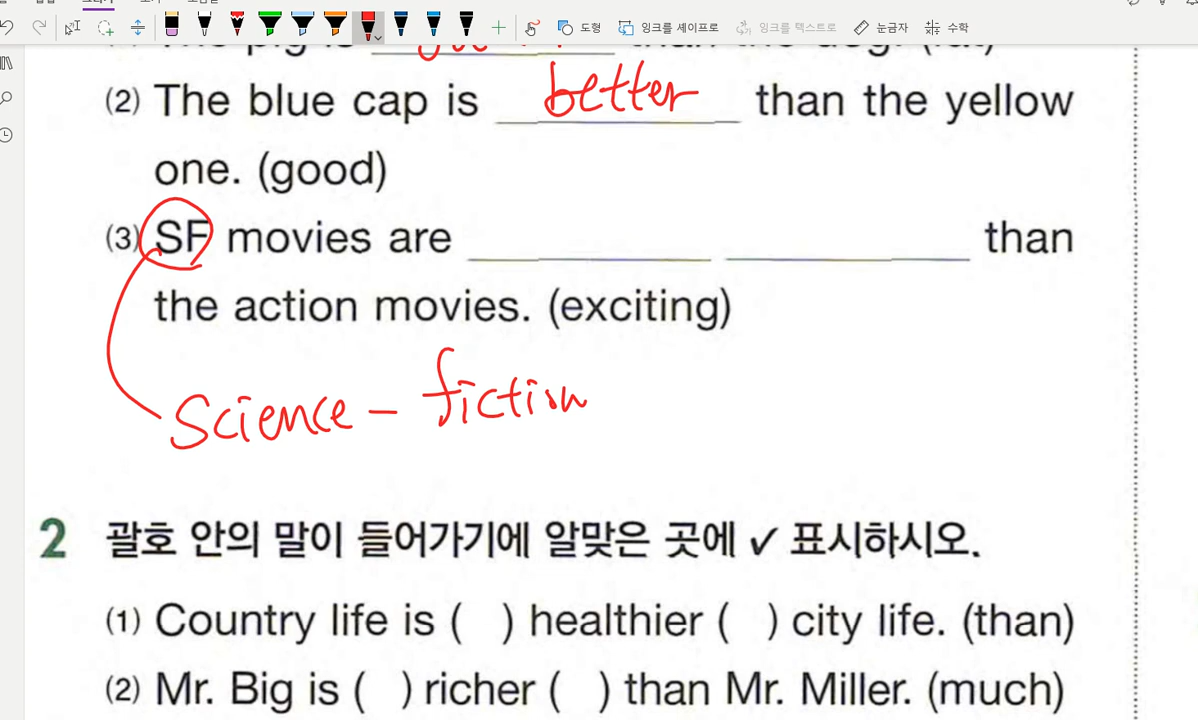 도형 잉크를 셰이프로 잉크를 텍스트로 눈금자 수학
(2) The blue cap is better than the yellow
one. (good)
(3) SF movies are than
the action movies. (exciting)
Science - fiction
2 괄호 안의 말이 들어가기에 알맞은 곳에 ✓ 표시하시오.
(1) Country life is ( ) healthier ( ) city life. (than)
(2) Mr. Big is ( ) richer ( ) than Mr. Miller. (much)